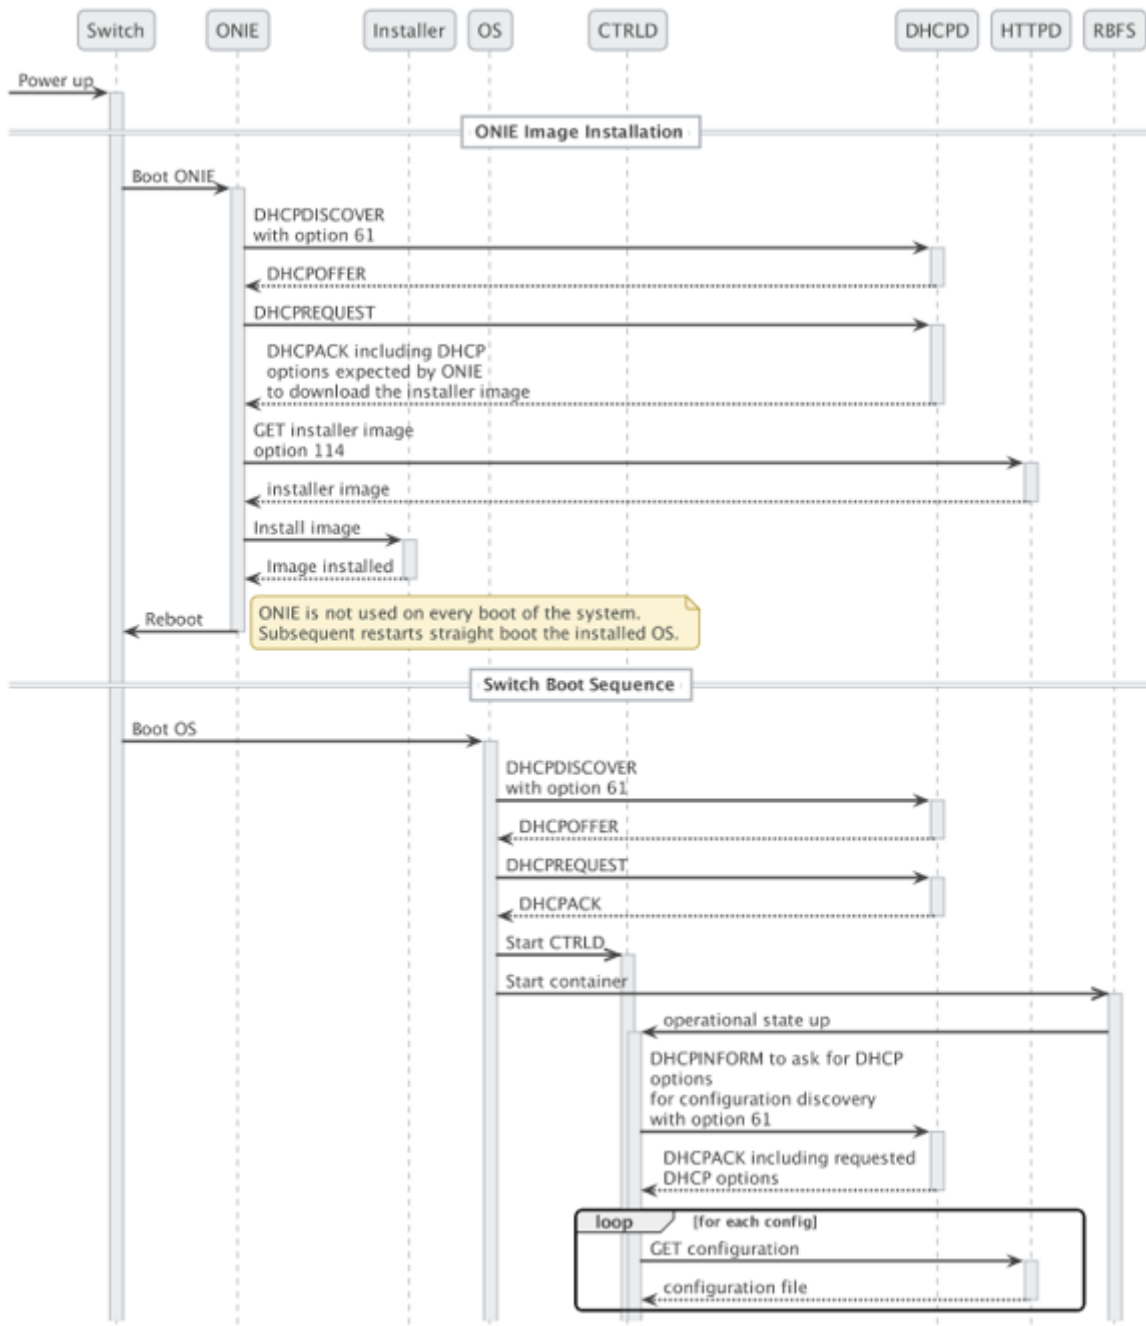 Switch ONIE Installer OS CTRLD DHCPD HTTPD RBFS
Power up
ONIE Image Installation
Boot ONIE
DHCPDISCOVER
with option 61
DHCPOFFER
DHCPREQUEST
DHCPACK including DHCP
options expected by ONIE
to download the installer image
GET installer image
option 114
installer image
Install image
Image installed
Reboot
ONIE is not used on every boot of the system.
Subsequent restarts straight boot the installed OS.
Switch Boot Sequence
Boot OS
DHCPDISCOVER
with option 61
DHCPOFFER
DHCPREQUEST
DHCPACK
Start CTRLD
Start container
operational state up
DHCPINFORM to ask for DHCP
options
for configuration discovery
with option 61
DHCPACK including requested
DHCP options
loop [for each config]
GET configuration
configuration file